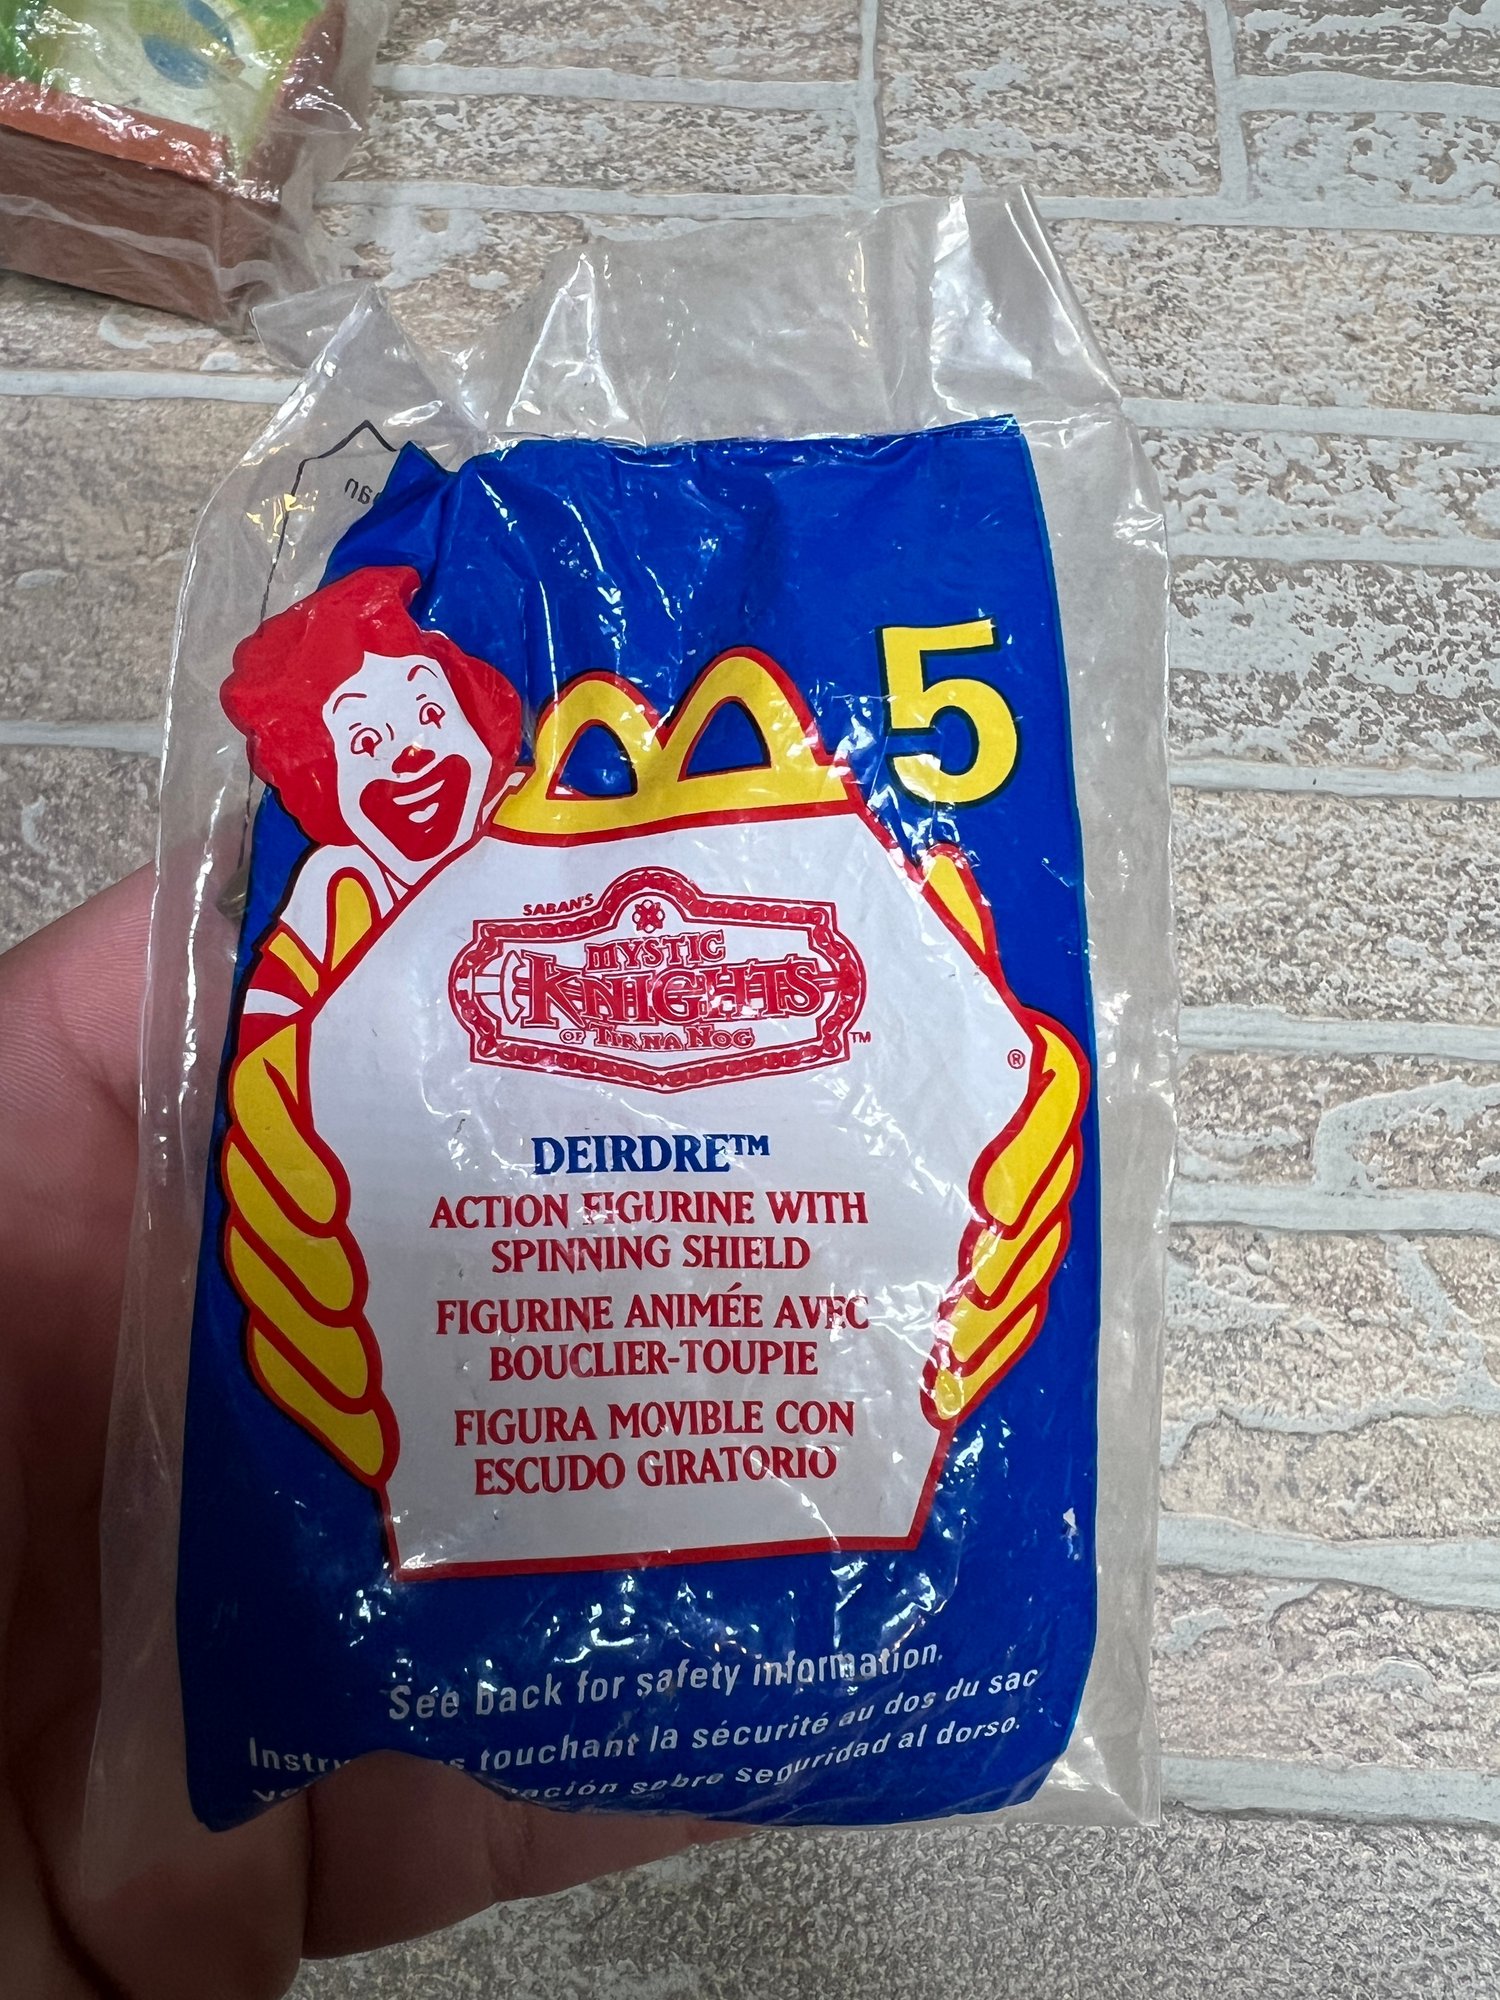 5
SABAN'S
MYSTIC
KNIGHTS
OF TIR NA NOG
TM
®
DEIRDRE™
ACTION FIGURINE WITH
SPINNING SHIELD
FIGURINE ANIMÉE AVEC
BOUCLIER-TOUPIE
FIGURA MOVIBLE CON
ESCUDO GIRATORIO
See back for safety information.
touchant la sécurité au dos du sac
sobre seguridad al dorso.